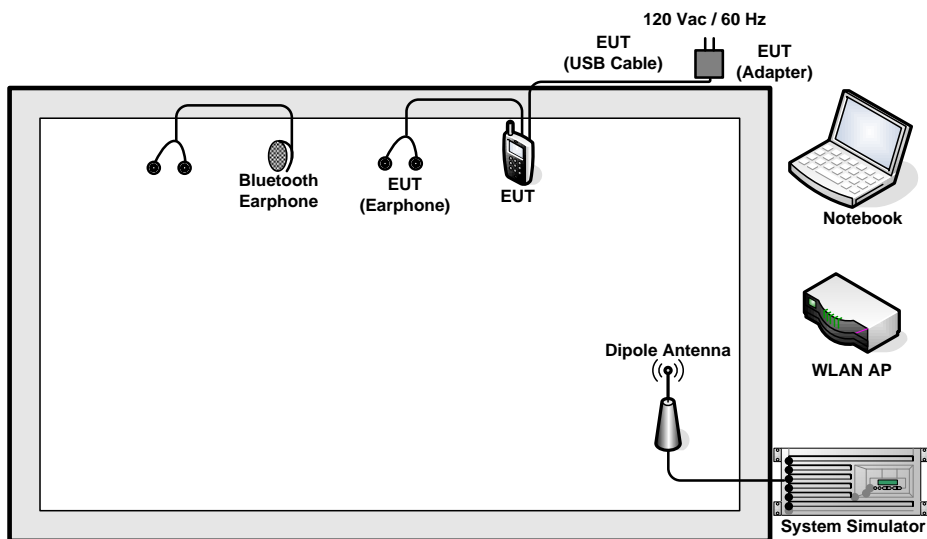 120 Vac / 60 Hz
EUT
(USB Cable)
EUT
(Adapter)
Bluetooth
Earphone
EUT
(Earphone)
EUT
Notebook
WLAN AP
Dipole Antenna
System Simulator